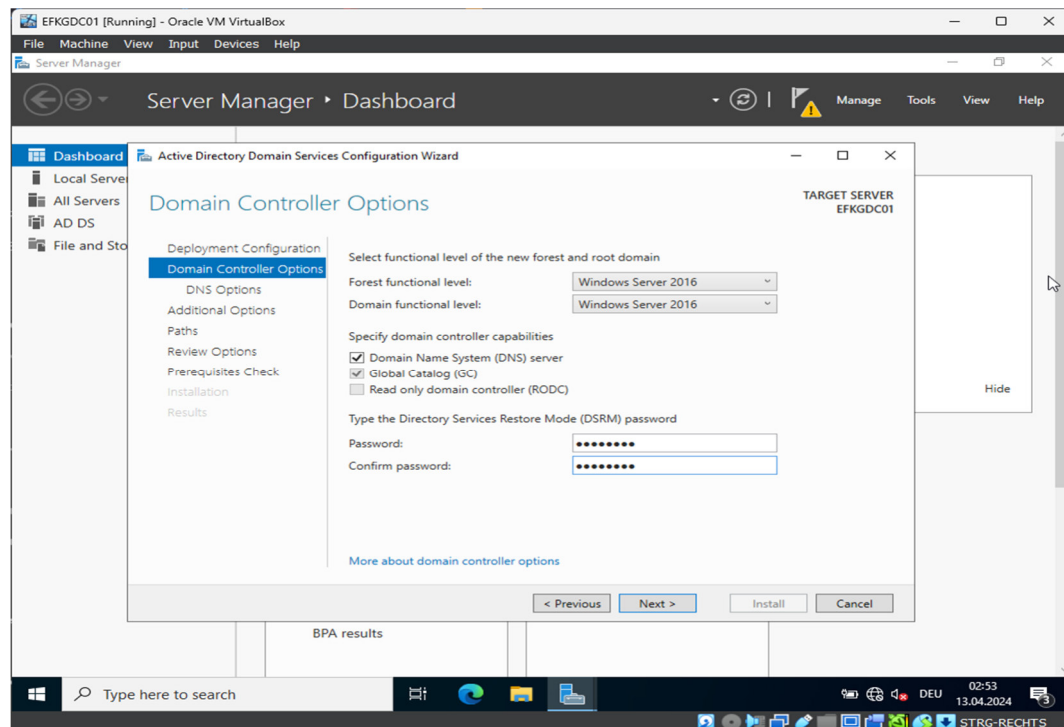 EFKGDC01 [Running] - Oracle VM VirtualBox
File Machine View Input Devices Help
Server Manager
Server Manager • Dashboard
Manage Tools View Help
Dashboard
Local Server
All Servers
AD DS
File and Sto
Active Directory Domain Services Configuration Wizard
Domain Controller Options
TARGET SERVER
EFKGDC01
Deployment Configuration
Domain Controller Options
DNS Options
Additional Options
Paths
Review Options
Prerequisites Check
Installation
Results
Select functional level of the new forest and root domain
Forest functional level: Windows Server 2016
Domain functional level: Windows Server 2016
Specify domain controller capabilities
Domain Name System (DNS) server
Global Catalog (GC)
Read only domain controller (RODC)
Type the Directory Services Restore Mode (DSRM) password
Password: ••••••••
Confirm password: ••••••••
More about domain controller options
< Previous Next > Install Cancel
Hide
BPA results
Type here to search
DEU
02:53
13.04.2024
3
STRG-RECHTS